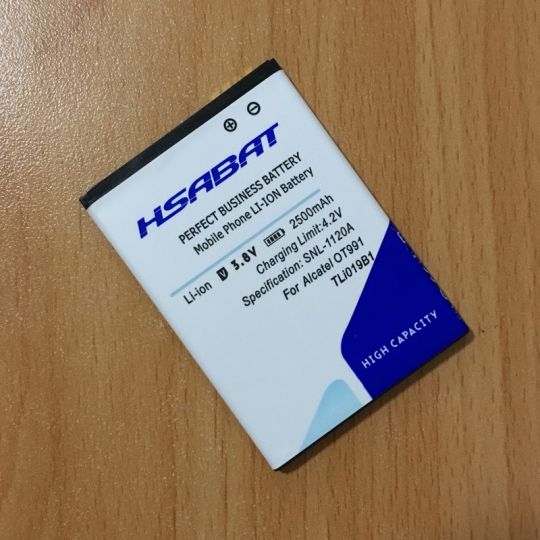 + -
HSABAT
PERFECT BUSINESS BATTERY
Mobile Phone LI-ION Battery
Li-ion 3.8V 2500mAh
Charging Limit:4.2V
Specification: SNL-1120A
For Alcatel OT991
TLi019B1
HIGH CAPACITY